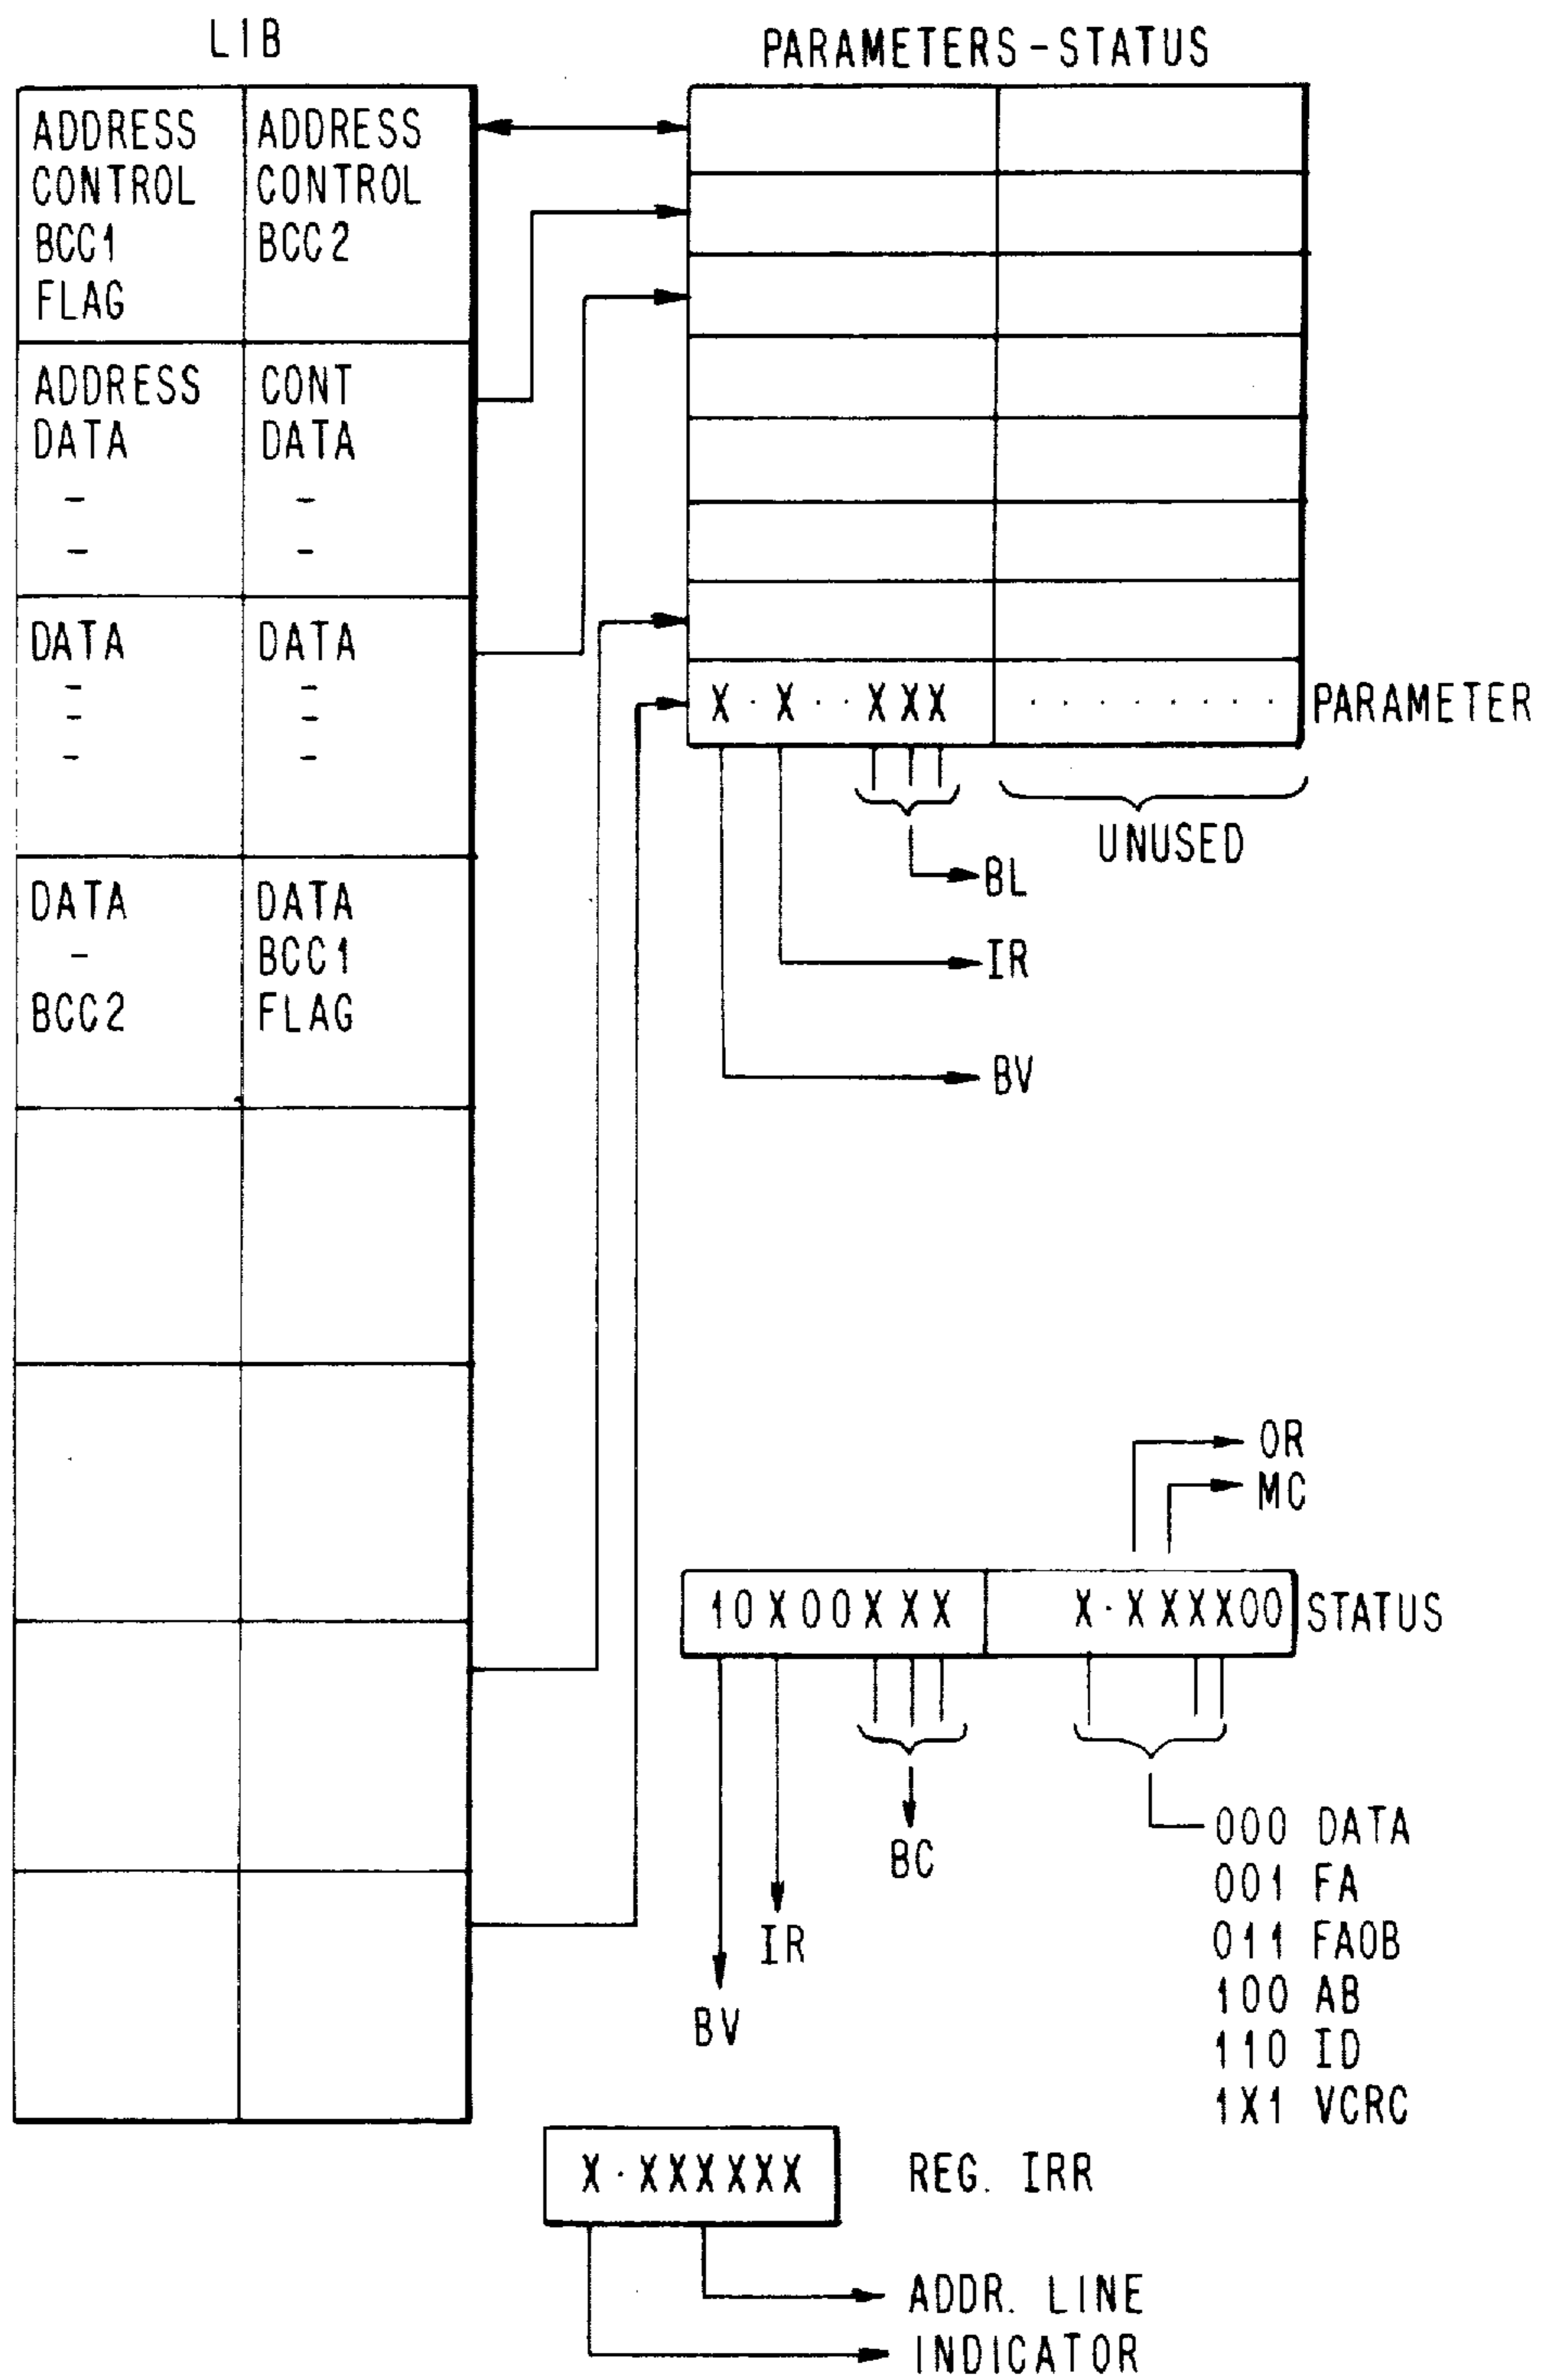 LIB
PARAMETERS-STATUS
ADDRESS ADDRESS
CONTROL CONTROL
BCC1 BCC2
FLAG
ADDRESS CONT
DATA DATA
- -
- -
DATA DATA
- -
- -
- -
X · X · · X X X · · · · · · · · PARAMETER
UNUSED
BL
IR
BV
DATA DATA
- BCC1
BCC2 FLAG
OR
MC
10X00XXX X·XXXX00 STATUS
BC
IR
BV
000 DATA
001 FA
011 FAOB
100 AB
110 ID
1X1 VCRC
X·XXXXXX REG. IRR
ADDR. LINE
INDICATOR